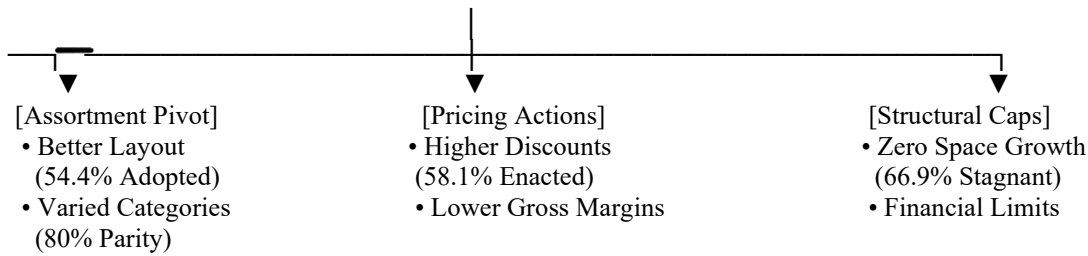 [Assortment Pivot]
• Better Layout
(54.4% Adopted)
• Varied Categories
(80% Parity)
[Pricing Actions]
• Higher Discounts
(58.1% Enacted)
• Lower Gross Margins
[Structural Caps]
• Zero Space Growth
(66.9% Stagnant)
• Financial Limits